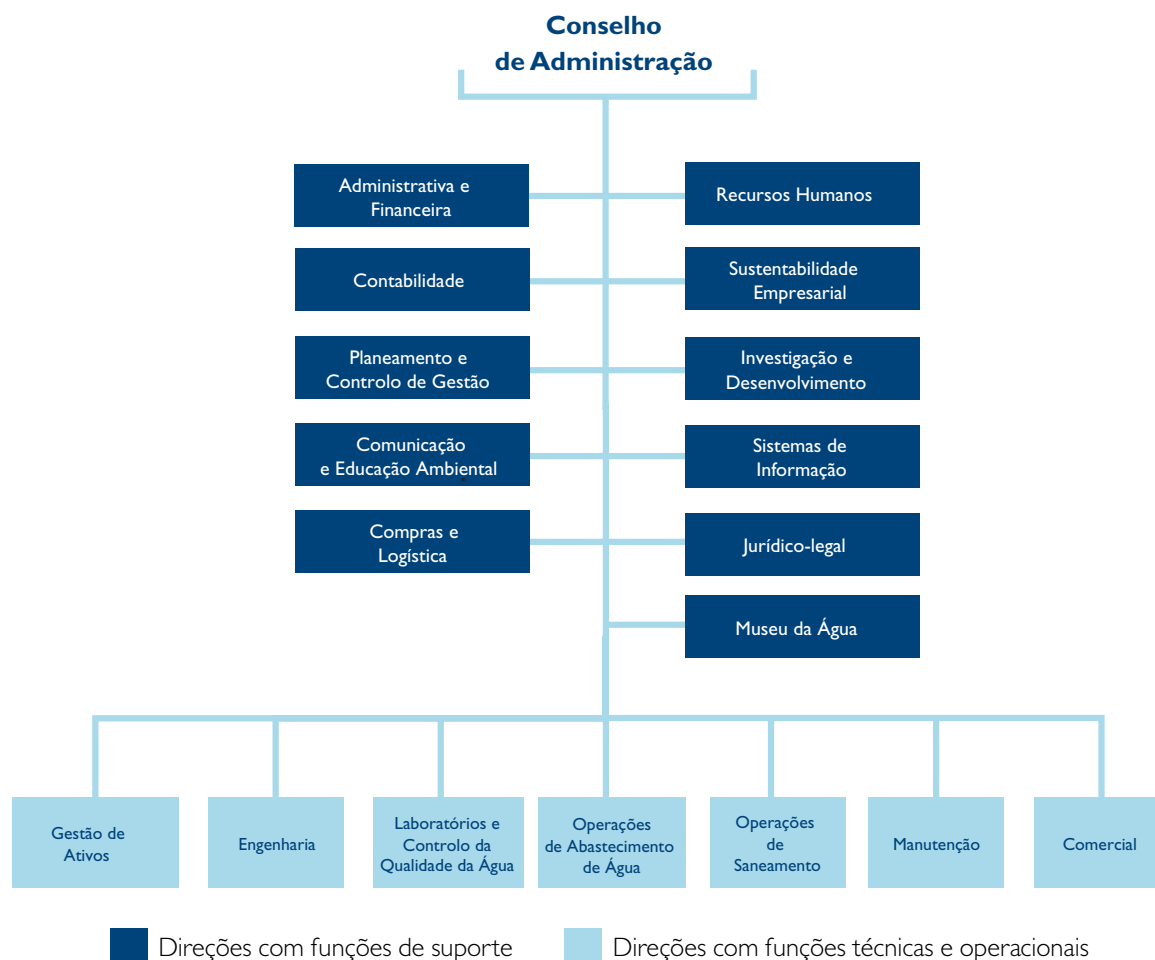 Conselho
de Administração
Administrativa e
Financeira
Recursos Humanos
Contabilidade
Sustentabilidade
Empresarial
Planeamento e
Controlo de Gestão
Investigação e
Desenvolvimento
Comunicação
e Educação Ambiental
Sistemas de
Informação
Compras e
Logística
Jurídico-legal
Museu da Água
Gestão de
Ativos
Engenharia
Laboratórios e
Controlo da
Qualidade da Água
Operações
de Abastecimento
de Água
Operações
de
Saneamento
Manutenção
Comercial
Direções com funções de suporte
Direções com funções técnicas e operacionais